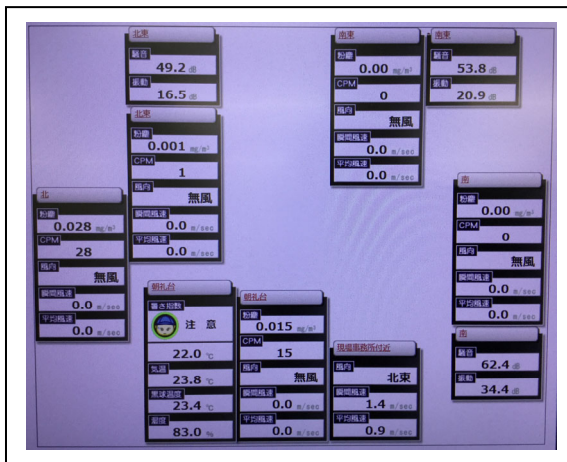 北東
騒音
49.2 dB
振動
16.5 dB
北東
粉塵
0.001 mg/m³
CPM
1
風向
無風
瞬間風速
0.0 m/sec
平均風速
0.0 m/sec
北
粉塵
0.028 mg/m³
CPM
28
風向
無風
瞬間風速
0.0 m/sec
平均風速
0.0 m/sec
朝礼台
暑さ指数
注 意
22.0 ℃
気温
23.8 ℃
黒球温度
23.4 ℃
湿度
83.0 %
朝礼台
粉塵
0.015 mg/m³
CPM
15
風向
無風
瞬間風速
0.0 m/sec
平均風速
0.0 m/sec
現場事務所付近
風向
北東
瞬間風速
1.4 m/sec
平均風速
0.9 m/sec
南東
粉塵
0.00 mg/m³
CPM
0
風向
無風
瞬間風速
0.0 m/sec
平均風速
0.0 m/sec
南東
騒音
53.8 dB
振動
20.9 dB
南
粉塵
0.00 mg/m³
CPM
0
風向
無風
瞬間風速
0.0 m/sec
平均風速
0.0 m/sec
南
騒音
62.4 dB
振動
34.4 dB